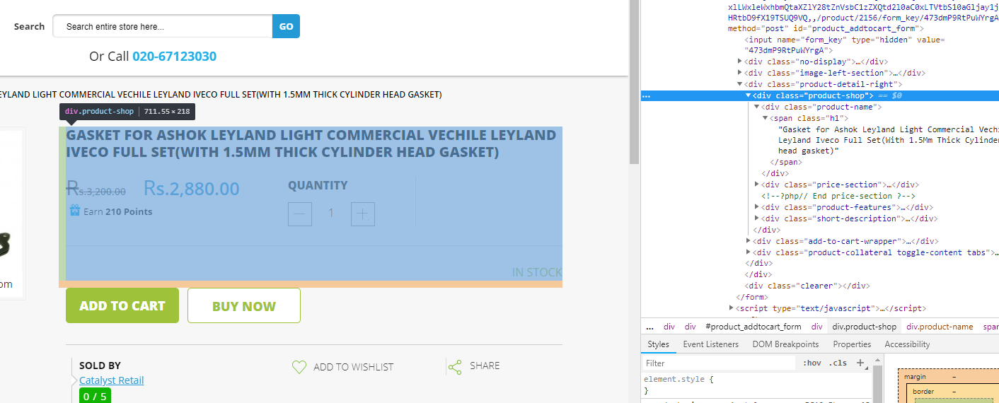 Search
Search entire store here...
GO
Or Call 020-67123030
EYLAND LIGHT COMMERCIAL VECHILE LEYLAND IVECO FULL SET(WITH 1.5MM THICK CYLINDER HEAD GASKET)
div.product-shop | 711.55 × 218
GASKET FOR ASHOK LEYLAND LIGHT COMMERCIAL VECHILE LEYLAND
IVECO FULL SET(WITH 1.5MM THICK CYLINDER HEAD GASKET)
Rs.3,200.00 Rs.2,880.00
QUANTITY
Earn 210 Points
1
IN STOCK
om
ADD TO CART
BUY NOW
SOLD BY
Catalyst Retail
0 / 5
ADD TO WISHLIST
SHARE
HRtbD9fX19TSUQ9VQ,,/product/2156/form_key/473dmP9RtPuWYrgA
method="post" id="product_addtocart_form">
<input name="form_key" type="hidden" value=
"473dmP9RtPuWYrgA">
<div class="no-display">…</div>
<div class="image-left-section">…</div>
<div class="product-detail-right">
... <div class="product-shop"> == $0
<div class="product-name">
<span class="h1">
"Gasket for Ashok Leyland Light Commercial Vech
Leyland Iveco Full Set(With 1.5Mm Thick Cylinder
head gasket)"
</span>
</div>
<div class="price-section">…</div>
<!--?php// End price-section ?-->
<div class="product-features">…</div>
<div class="short-description">…</div>
</div>
<div class="add-to-cart-wrapper">…</div>
<div class="product-collateral toggle-content tabs">…
</div>
</div>
<div class="clearer"></div>
</form>
<script type="text/javascript">…</script>
... div div #product_addtocart_form div div.product-shop div.product-name span
Styles Event Listeners DOM Breakpoints Properties Accessibility
Filter
:hov .cls +
element.style {
}
margin –
border –